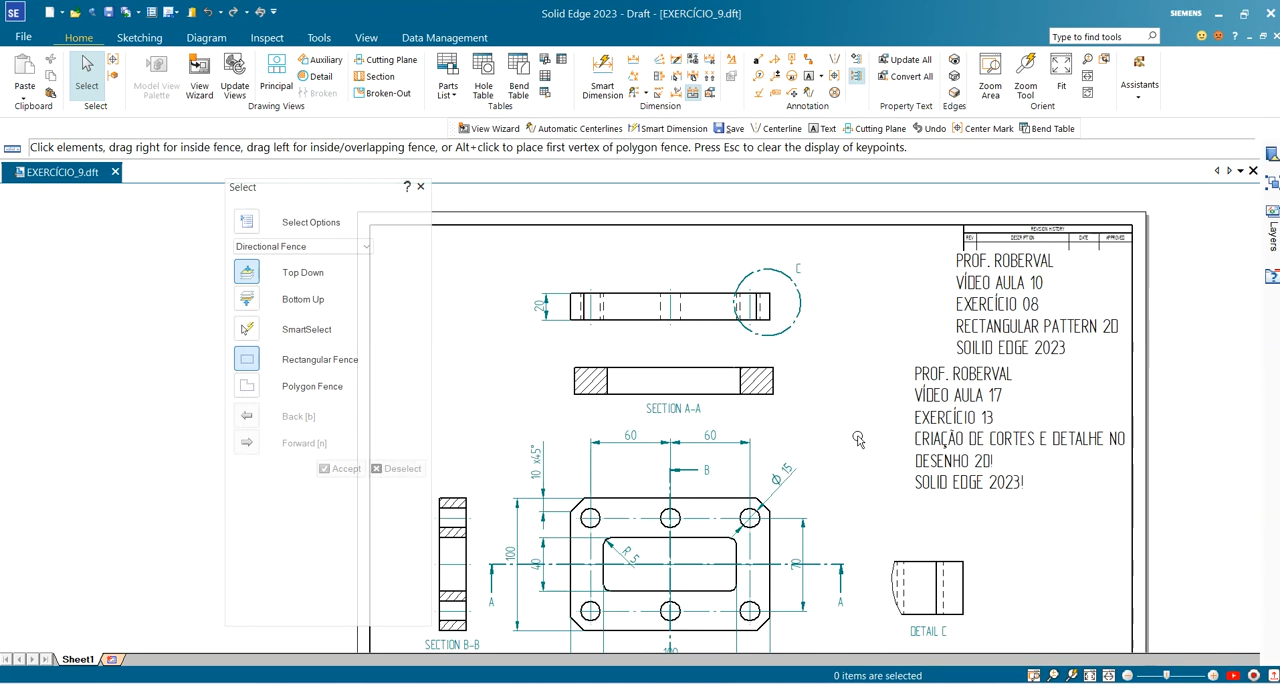 SE
Solid Edge 2023 - Draft - [EXERCÍCIO_9.dft]
SIEMENS
File
Home
Sketching
Diagram
Inspect
Tools
View
Data Management
Type to find tools
Paste
Clipboard
Select
Select
Model View Palette
View Wizard
Update Views
Principal
Auxiliary
Detail
Broken
Cutting Plane
Section
Broken-Out
Drawing Views
Parts List
Hole Table
Bend Table
Tables
Smart Dimension
Dimension
Annotation
Update All
Convert All
Property Text
Edges
Zoom Area
Zoom Tool
Fit
Orient
Assistants
View Wizard
Automatic Centerlines
Smart Dimension
Save
Centerline
Text
Cutting Plane
Undo
Center Mark
Bend Table
Click elements, drag right for inside fence, drag left for inside/overlapping fence, or Alt+click to place first vertex of polygon fence. Press Esc to clear the display of keypoints.
EXERCÍCIO_9.dft
Select
Select Options
Directional Fence
Top Down
Bottom Up
SmartSelect
Rectangular Fence
Polygon Fence
Back [b]
Forward [n]
Accept
Deselect
Layers
REVISION HISTORY
REV
DESCRIPTION
DATE
APPROVED
PROF. ROBERVAL
VÍDEO AULA 10
EXERCÍCIO 08
RECTANGULAR PATTERN 2D
SOILID EDGE 2023
PROF. ROBERVAL
VÍDEO AULA 17
EXERCÍCIO 13
CRIAÇÃO DE CORTES E DETALHE NO
DESENHO 2D!
SOLID EDGE 2023!
C
20
SECTION A-A
60
60
10 x45°
B
Ø 15
100
40
R 5
70
A
A
SECTION B-B
DETAIL C
Sheet1
0 items are selected